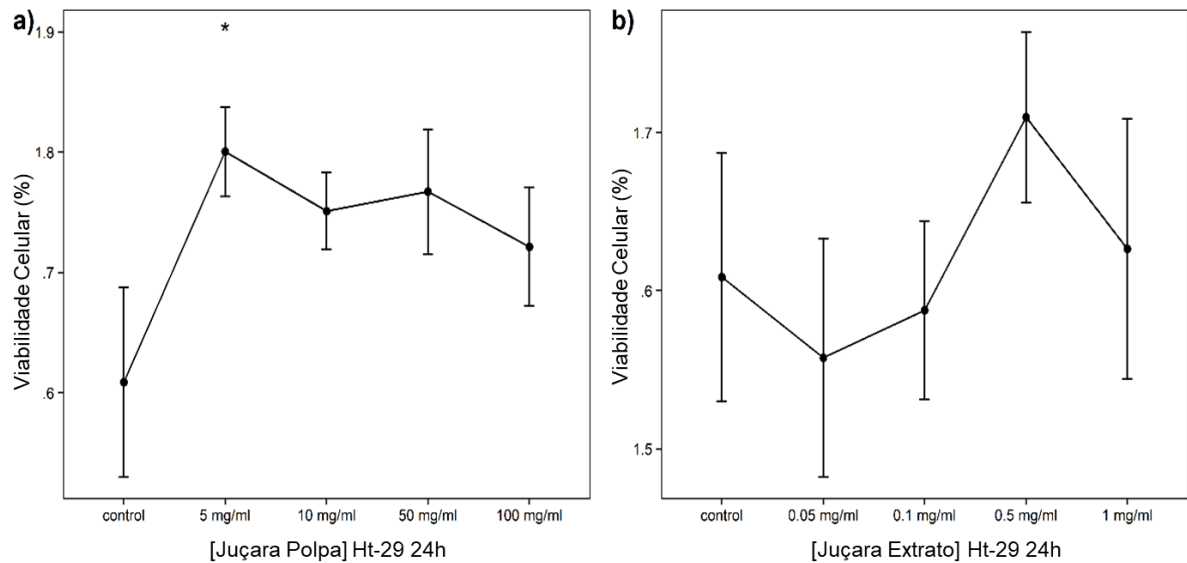 a)
*
1.9
1.8
.7
.6
Viabilidade Celular (%)
control 5 mg/ml 10 mg/ml 50 mg/ml 100 mg/ml
[Juçara Polpa] Ht-29 24h
b)
1.7
.6
1.5
Viabilidade Celular (%)
control 0.05 mg/ml 0.1 mg/ml 0.5 mg/ml 1 mg/ml
[Juçara Extrato] Ht-29 24h